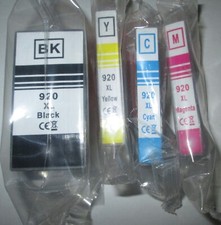 BK
920
XL
Black
CE
Y
920
XL
Yellow
CE
C
920
XL
Cyan
CE
M
920
XL
Magenta
CE